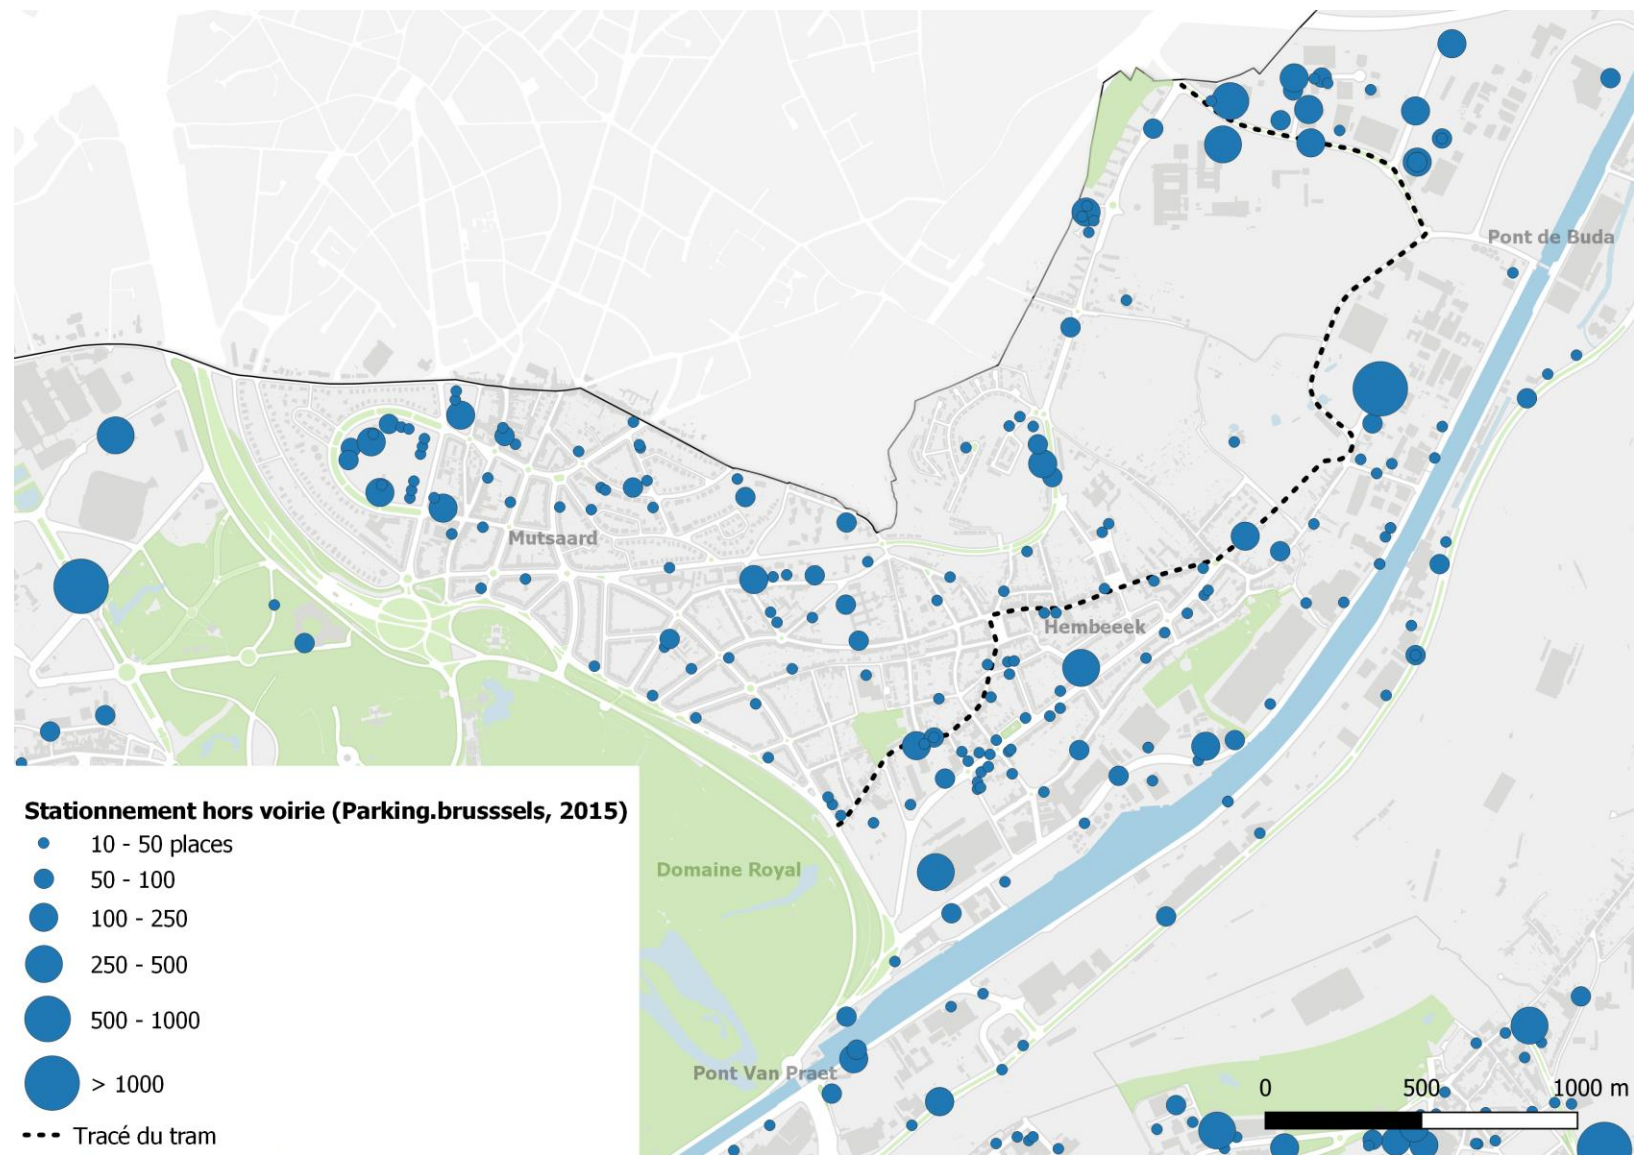 Pont de Buda
Mutsaard
Hembeeek
Stationnement hors voirie (Parking.brusssels, 2015)
10 - 50 places
50 - 100
100 - 250
250 - 500
500 - 1000
> 1000
Tracé du tram
Domaine Royal
Pont Van Praet
0 500 1000 m